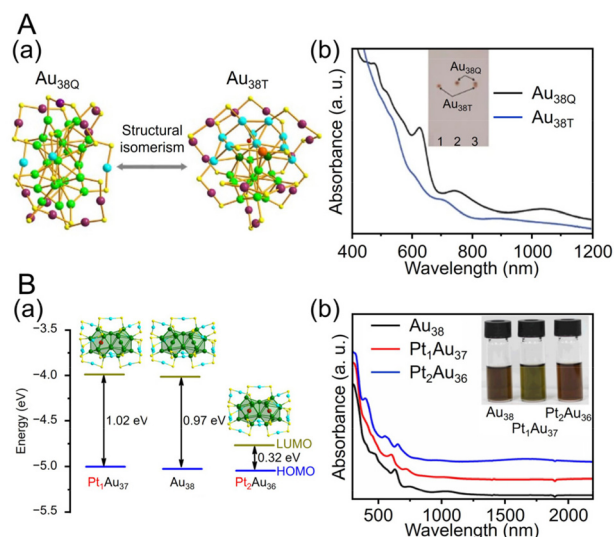 A
(a)
Au38Q
Au38T
Structural
isomerism
(b)
Absorbance (a. u.)
Au38Q
Au38T
1 2 3
Au38Q
Au38T
400 600 800 1000 1200
Wavelength (nm)
B
(a)
Energy (eV)
−3.5
−4.0
−4.5
−5.0
−5.5
1.02 eV
0.97 eV
0.32 eV
LUMO
HOMO
Pt1Au37
Au38
Pt2Au36
(b)
Absorbance (a. u.)
Au38
Pt1Au37
Pt2Au36
Au38
Pt1Au37
Pt2Au36
500 1000 1500 2000
Wavelength (nm)